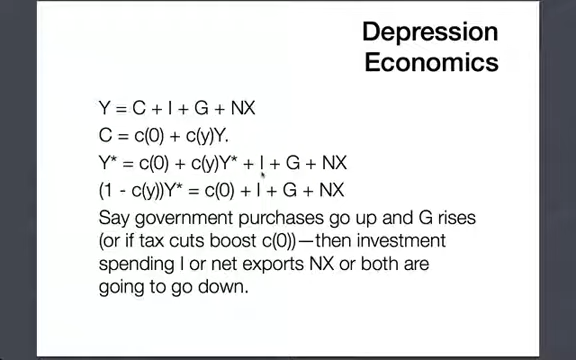 Depression
Economics
Y = C + I + G + NX
C = c(0) + c(y)Y.
Y* = c(0) + c(y)Y* + I + G + NX
(1 - c(y))Y* = c(0) + I + G + NX
Say government purchases go up and G rises
(or if tax cuts boost c(0))—then investment
spending I or net exports NX or both are
going to go down.